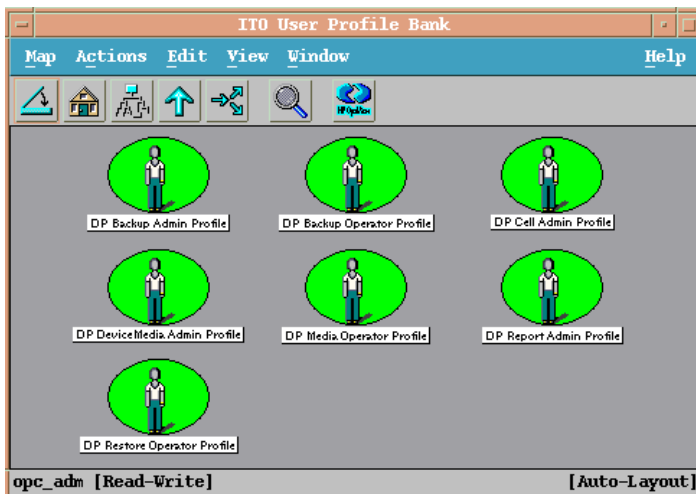 ITO User Profile Bank
Map Actions Edit View Window Help
HP OpenView
DP Backup Admin Profile DP Backup Operator Profile DP Cell Admin Profile
DP DeviceMedia Admin Profile DP Media Operator Profile DP Report Admin Profile
DP Restore Operator Profile
opc_adm [Read-Write] [Auto-Layout]